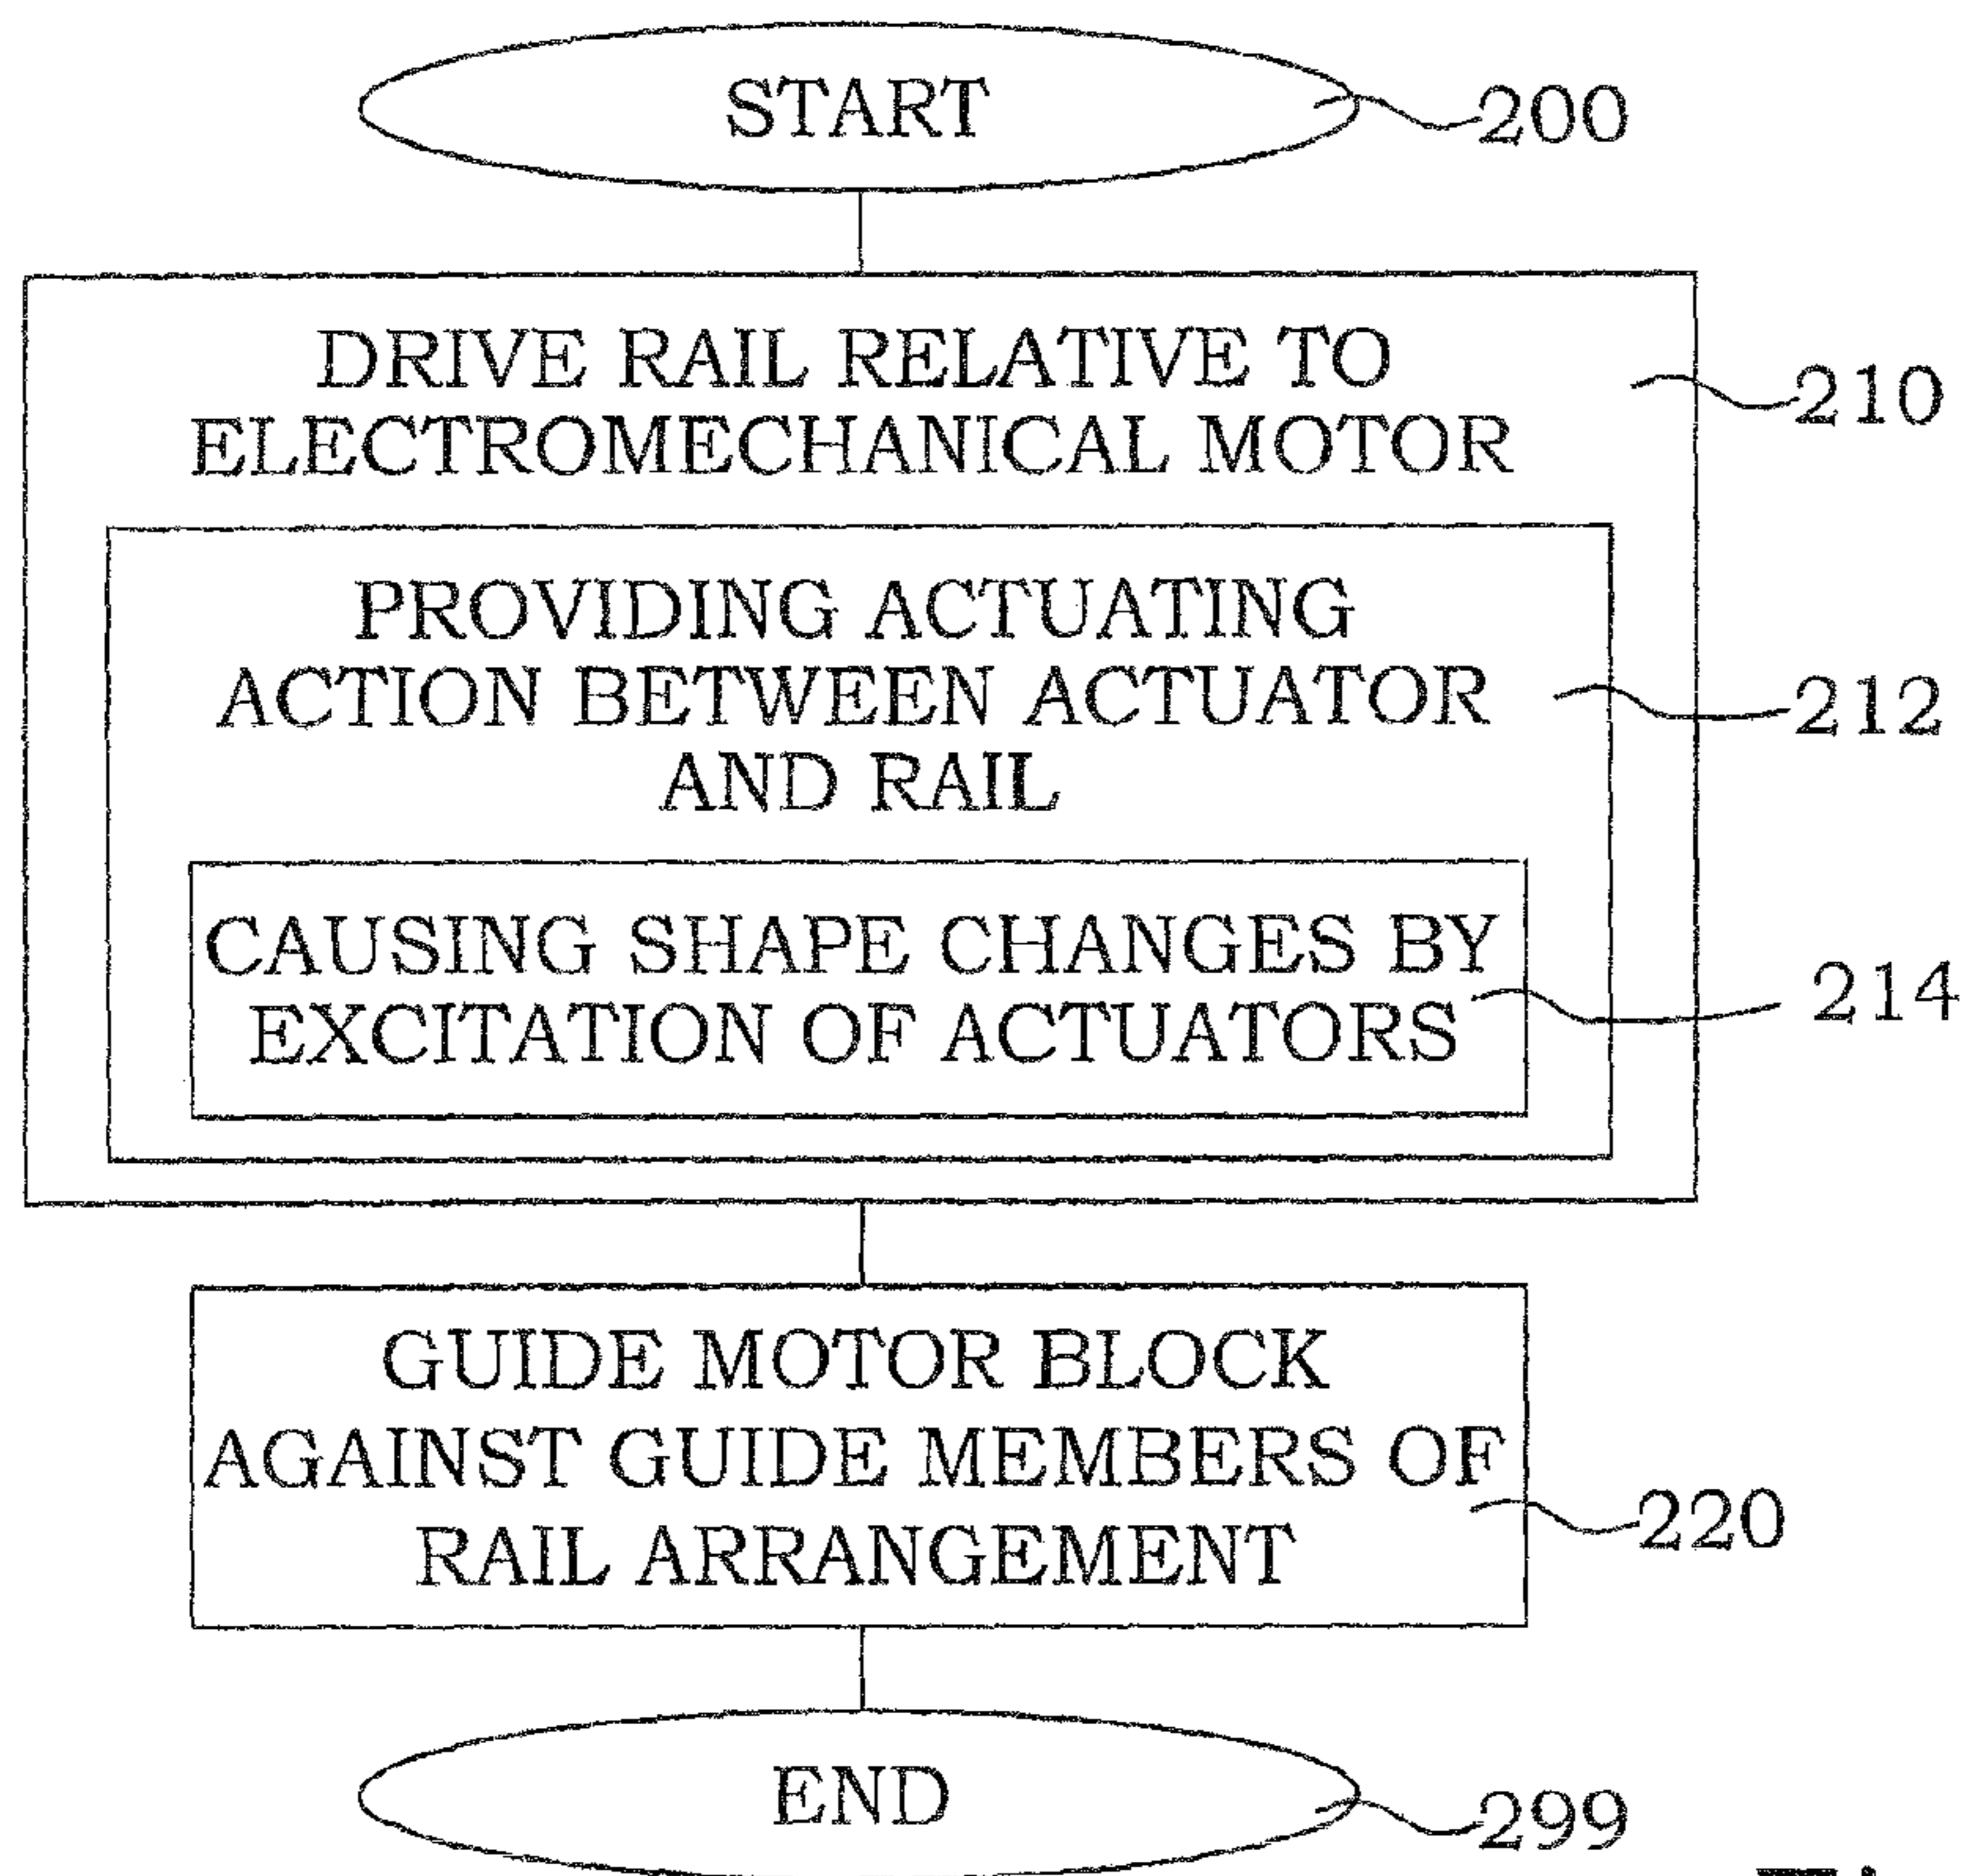 START
200
DRIVE RAIL RELATIVE TO
ELECTROMECHANICAL MOTOR
210
PROVIDING ACTUATING
ACTION BETWEEN ACTUATOR
AND RAIL
212
CAUSING SHAPE CHANGES BY
EXCITATION OF ACTUATORS
214
GUIDE MOTOR BLOCK
AGAINST GUIDE MEMBERS OF
RAIL ARRANGEMENT
220
END
299